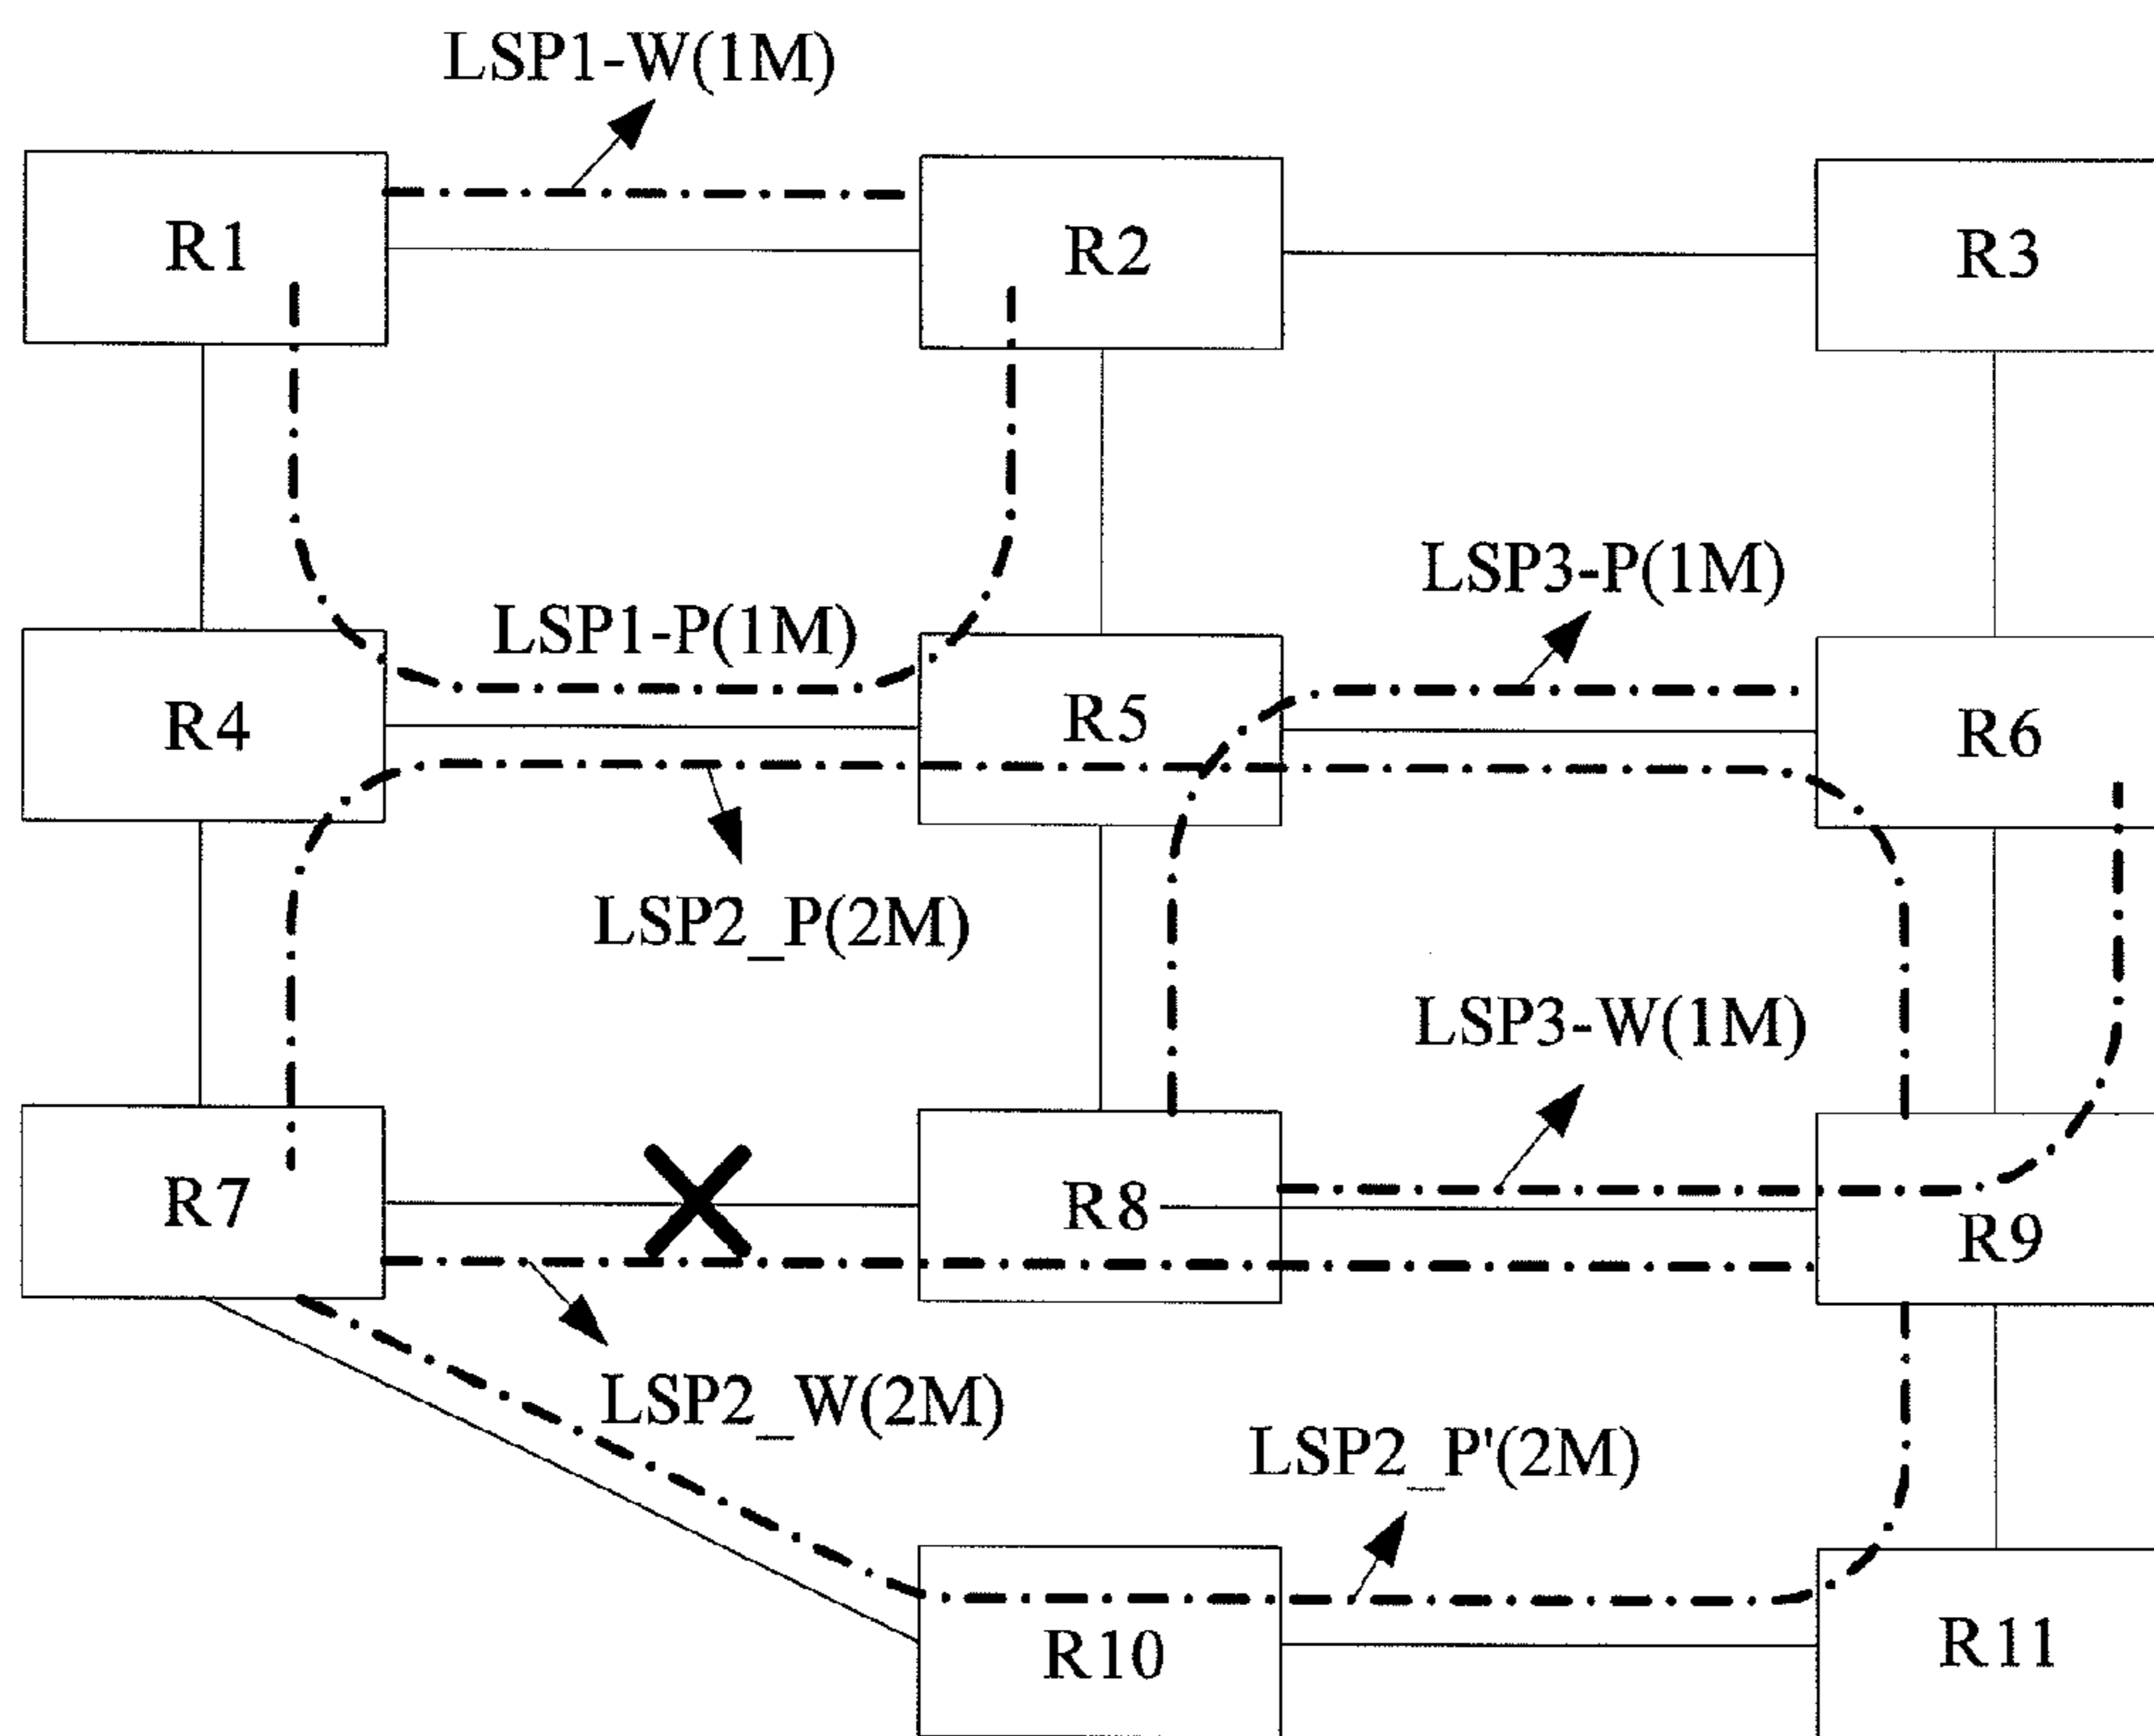 LSP1-W(1M)
R1
R2
R3
LSP3-P(1M)
LSP1-P(1M)
R4
R5
R6
LSP2_P(2M)
LSP3-W(1M)
R7
R8
R9
LSP2_W(2M)
LSP2_P'(2M)
R10
R11